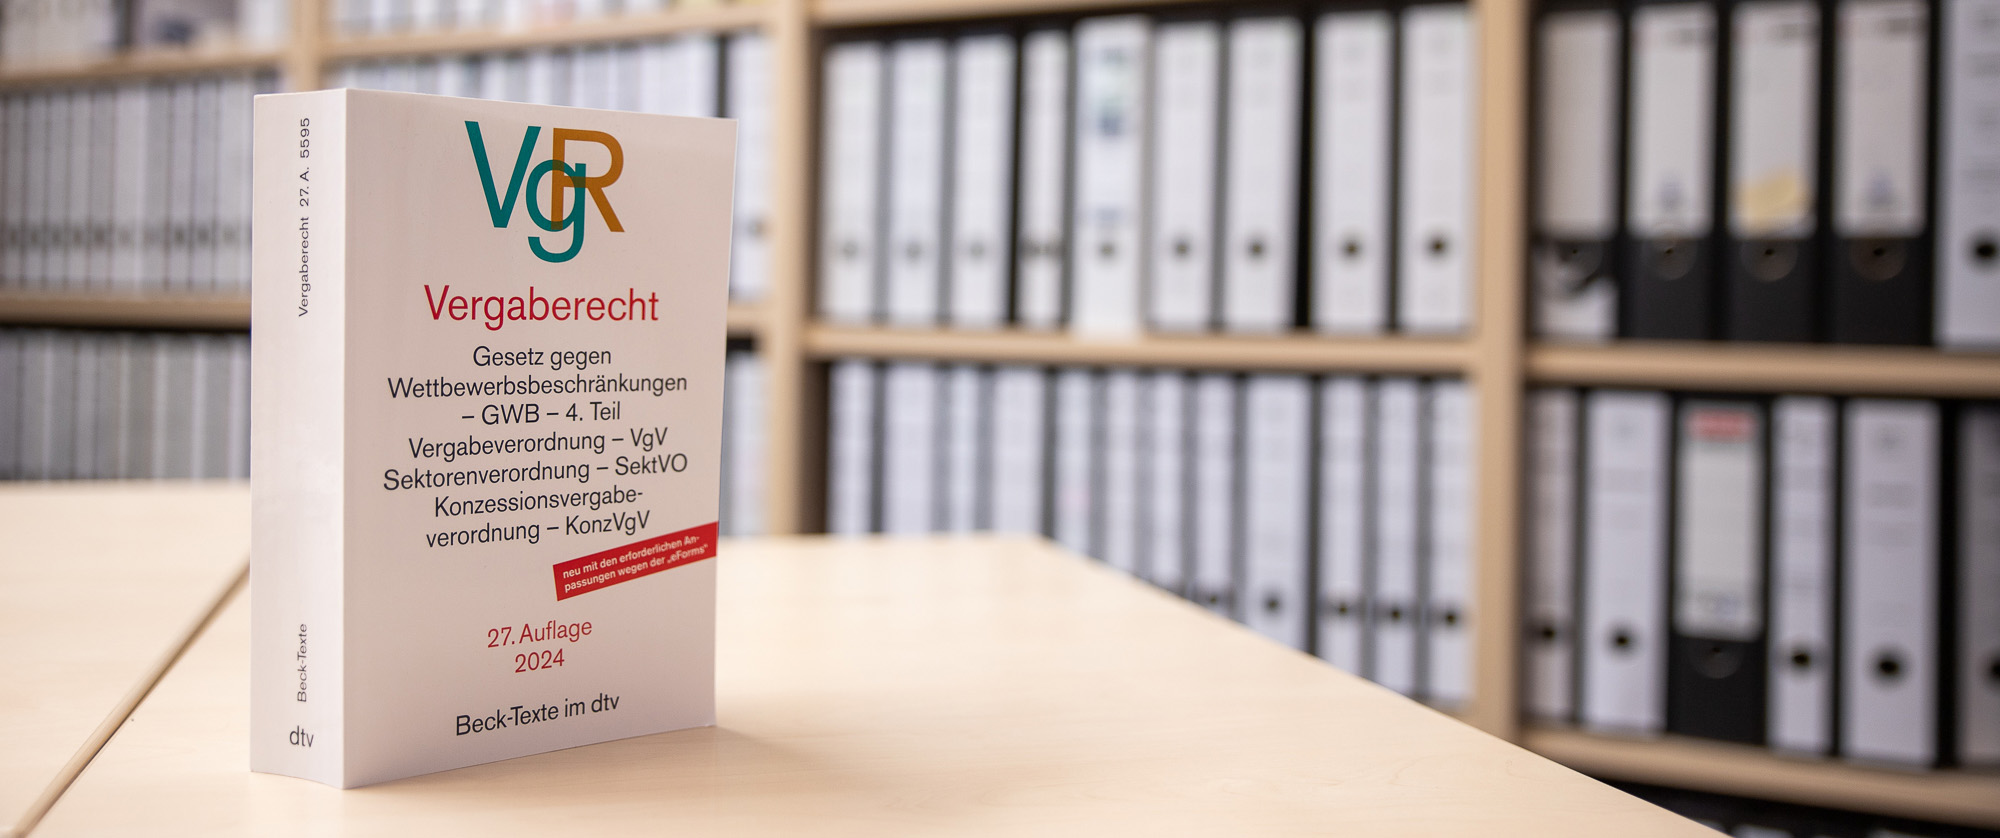 VgR
Vergaberecht
Gesetz gegen
Wettbewerbsbeschränkungen
– GWB – 4. Teil
Vergabeverordnung – VgV
Sektorenverordnung – SektVO
Konzessionsvergabe-
verordnung – KonzVgV
neu mit den erforderlichen An-
passungen wegen der „eForms“
27. Auflage
2024
Beck-Texte im dtv
Vergaberecht 27. A. 5595
Beck-Texte
dtv